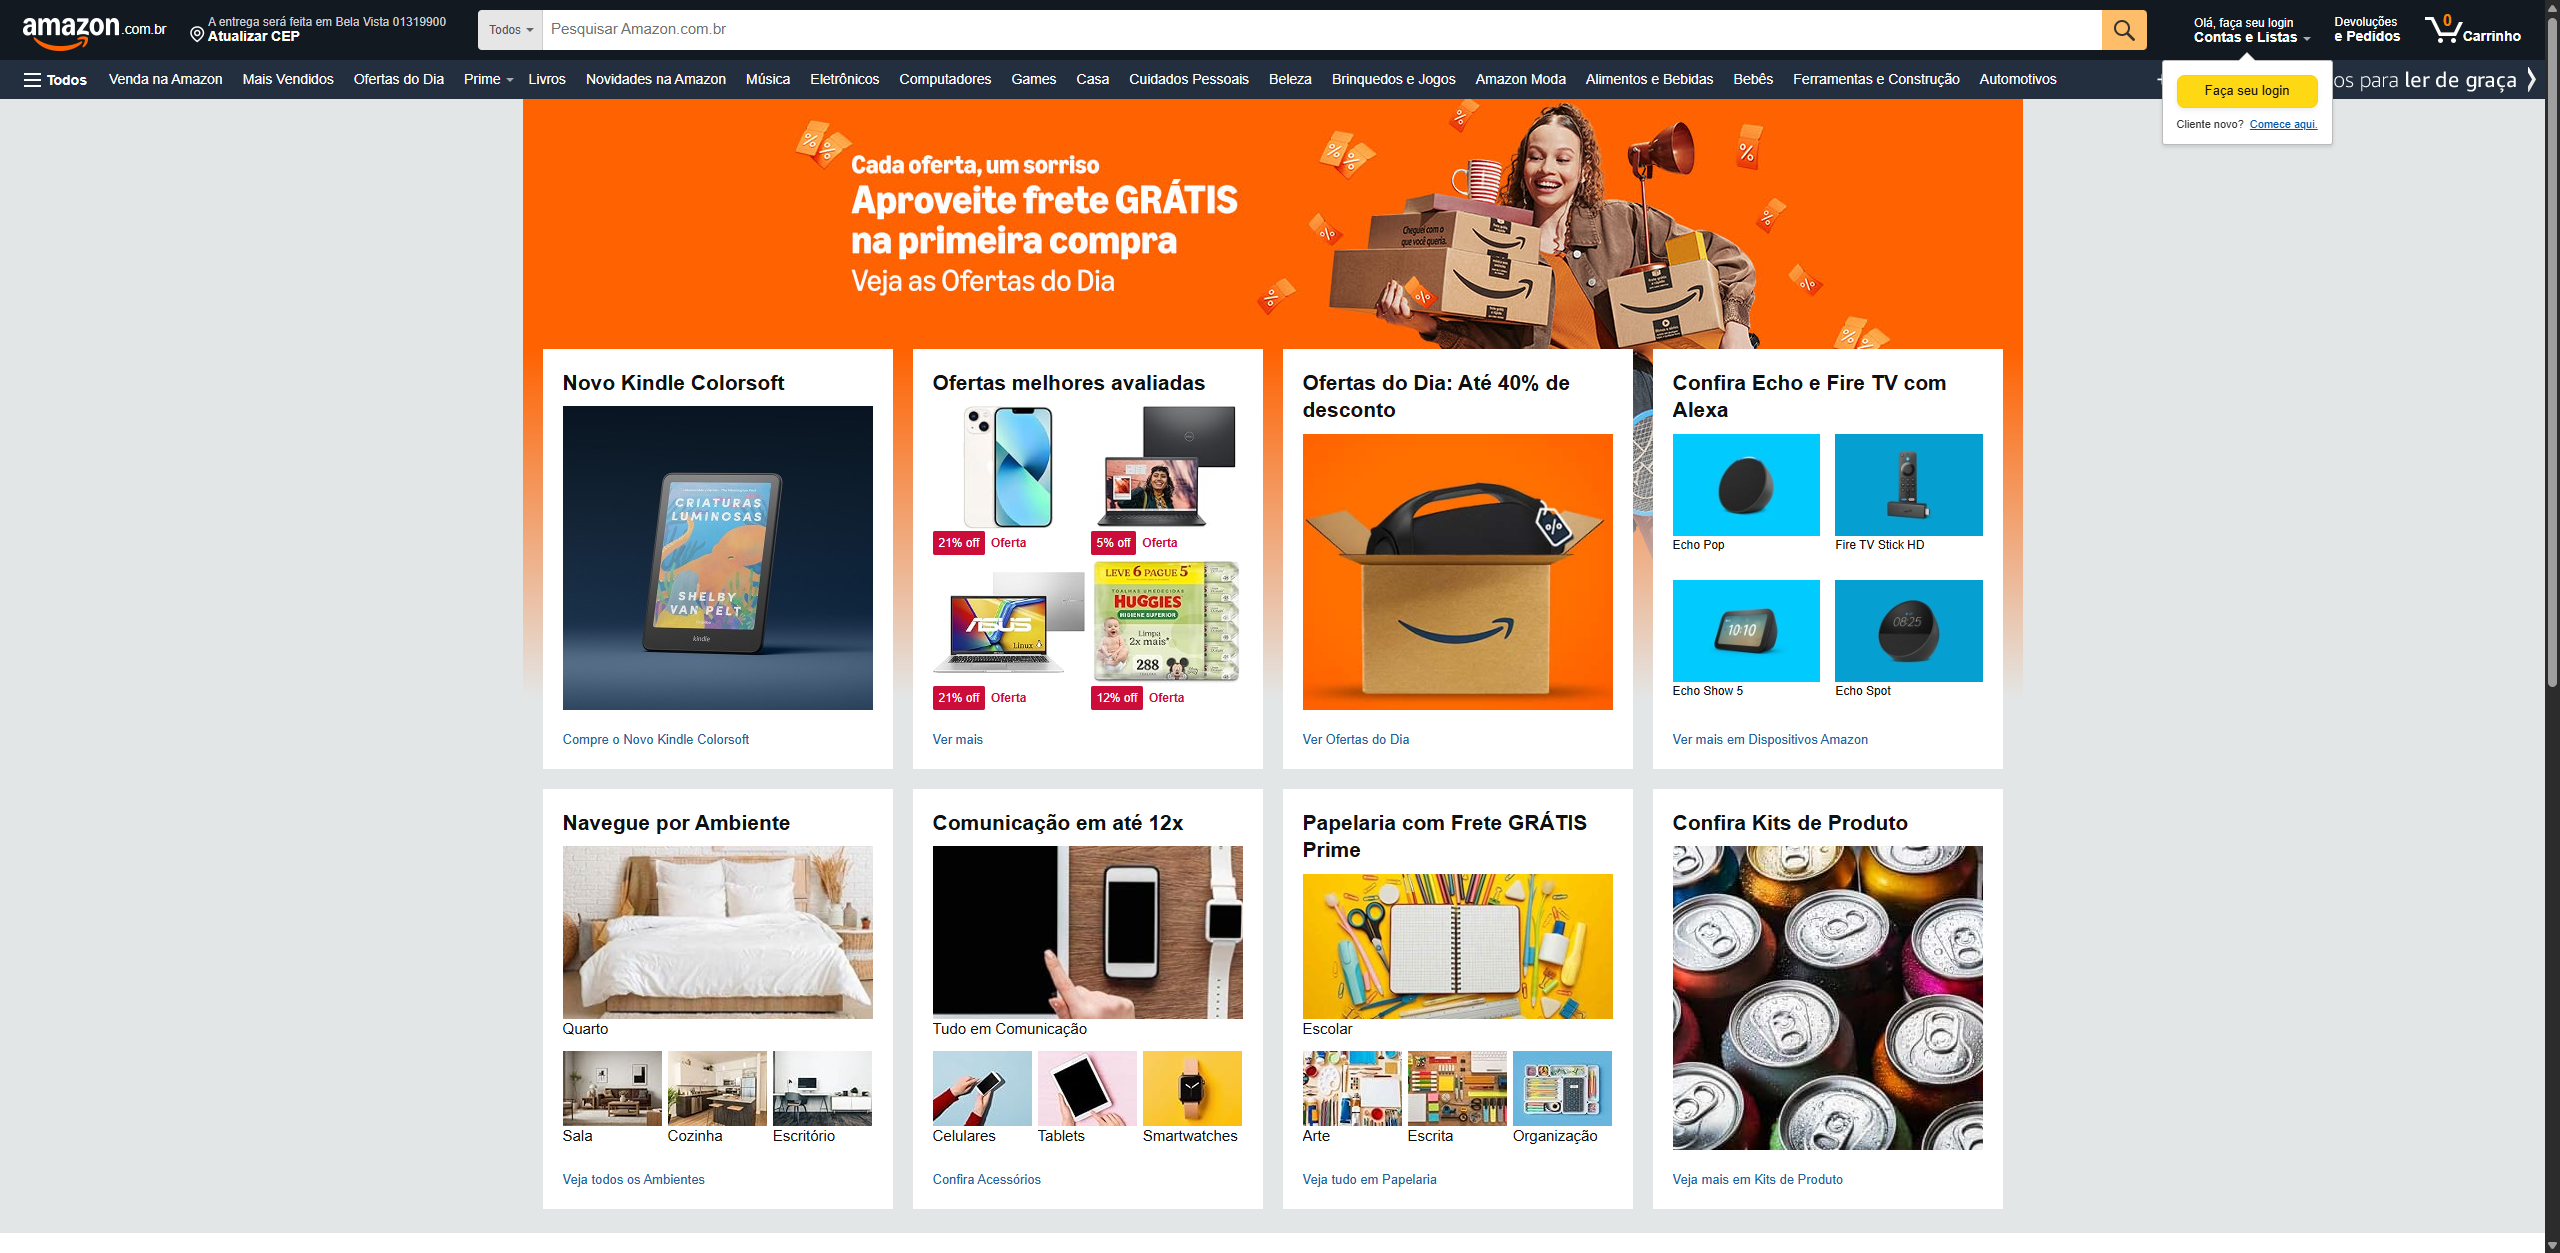 amazon.com.br
A entrega será feita em Bela Vista 01319900
Atualizar CEP
Todos
Pesquisar Amazon.com.br
Olá, faça seu login
Contas e Listas
Devoluções
e Pedidos
0
Carrinho
Todos
Venda na Amazon
Mais Vendidos
Ofertas do Dia
Prime
Livros
Novidades na Amazon
Música
Eletrônicos
Computadores
Games
Casa
Cuidados Pessoais
Beleza
Brinquedos e Jogos
Amazon Moda
Alimentos e Bebidas
Bebês
Ferramentas e Construção
Automotivos
os para ler de graça
Faça seu login
Cliente novo? Comece aqui.
Cada oferta, um sorriso
Aproveite frete GRÁTIS
na primeira compra
Veja as Ofertas do Dia
Cheguei com o
que você queria.
Novo Kindle Colorsoft
CRIATURAS
LUMINOSAS
SHELBY
VAN PELT
kindle
Compre o Novo Kindle Colorsoft
Ofertas melhores avaliadas
21% off Oferta
5% off Oferta
ASUS
Linux
LEVE 6 PAGUE 5
TOALHAS UMEDECIDAS
HUGGIES
HIGIENE SUPERIOR
Limpa
2x mais*
288
21% off Oferta
12% off Oferta
Ver mais
Ofertas do Dia: Até 40% de
desconto
%
Ver Ofertas do Dia
Confira Echo e Fire TV com
Alexa
Echo Pop
Fire TV Stick HD
10:10
08:25
Echo Show 5
Echo Spot
Ver mais em Dispositivos Amazon
Navegue por Ambiente
Quarto
Sala
Cozinha
Escritório
Veja todos os Ambientes
Comunicação em até 12x
Tudo em Comunicação
Celulares
Tablets
Smartwatches
Confira Acessórios
Papelaria com Frete GRÁTIS
Prime
Escolar
Arte
Escrita
Organização
Veja tudo em Papelaria
Confira Kits de Produto
Veja mais em Kits de Produto